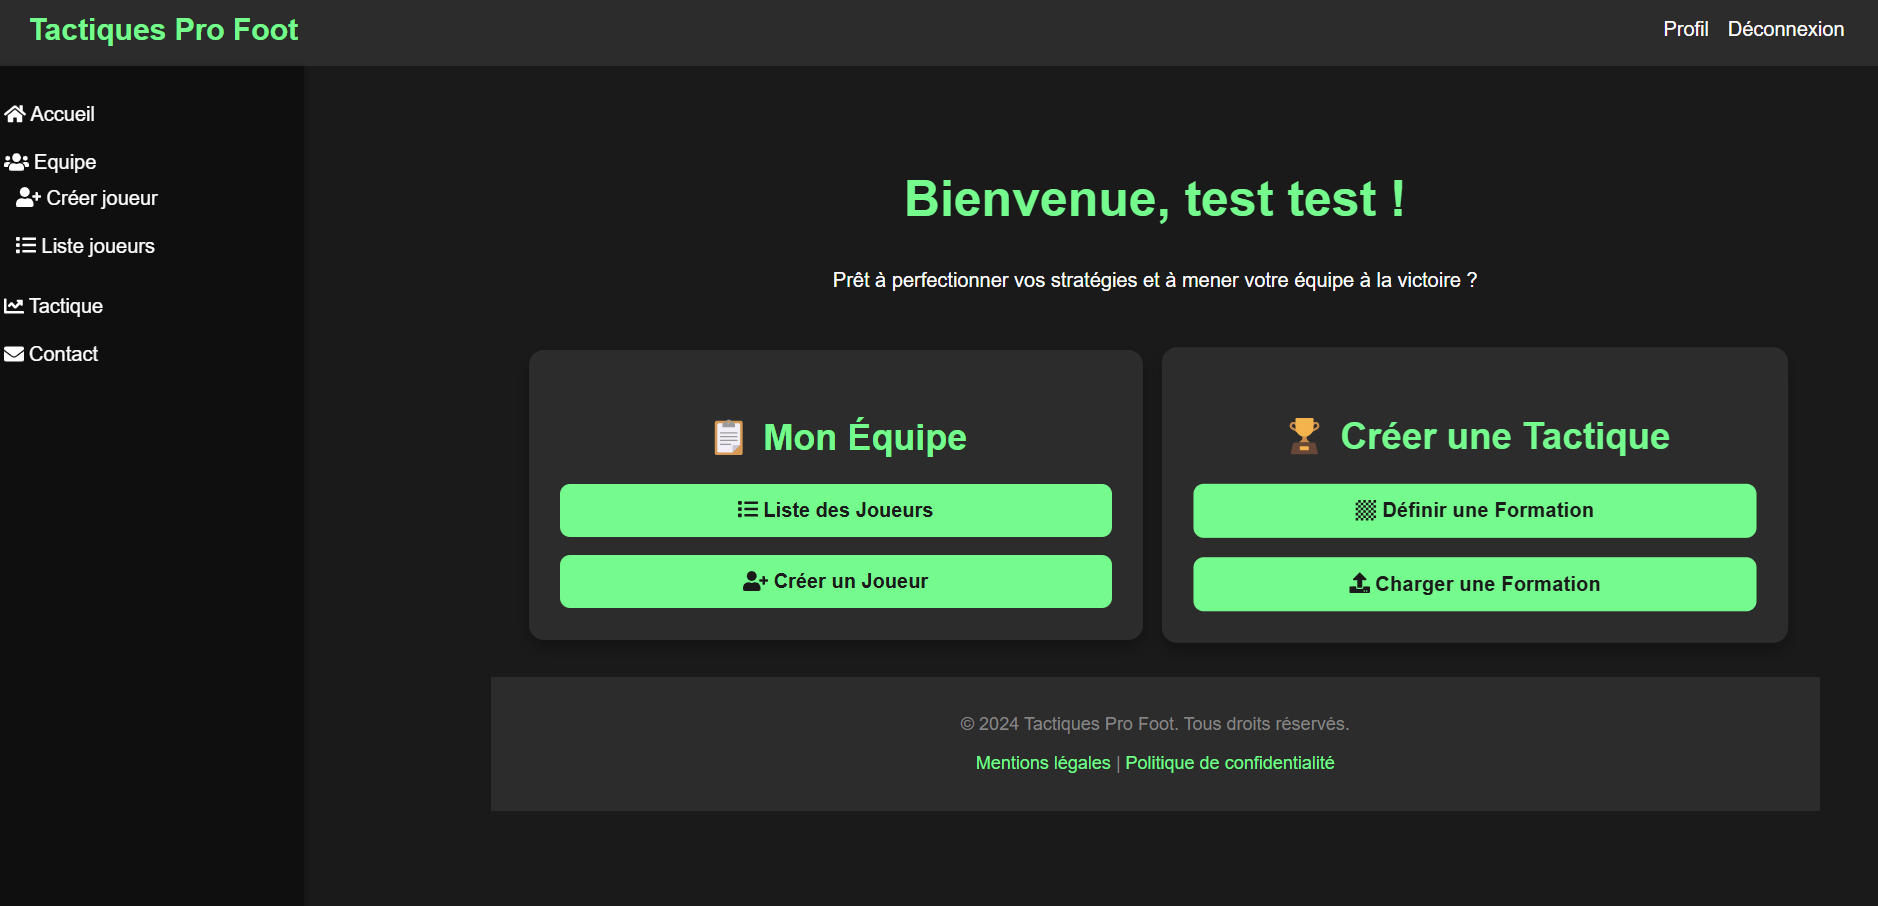 Tactiques Pro Foot
Profil Déconnexion
Accueil
Equipe
Créer joueur
Liste joueurs
Tactique
Contact
Bienvenue, test test !
Prêt à perfectionner vos stratégies et à mener votre équipe à la victoire ?
Mon Équipe
Liste des Joueurs
Créer un Joueur
Créer une Tactique
Définir une Formation
Charger une Formation
© 2024 Tactiques Pro Foot. Tous droits réservés.
Mentions légales | Politique de confidentialité